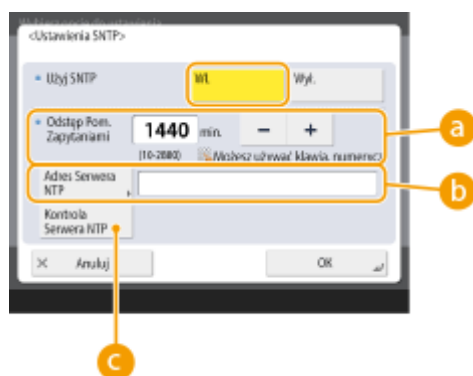 <Ustawienia SNTP>
Użyj SNTP
Wł.
Wył.
Odstęp Pom.
Zapytaniami
1440 min. − +
(10-2880) Możesz używać klawia. numerycz
a
Adres Serwera
NTP
b
Kontrola
Serwera NTP
× Anuluj
OK
c